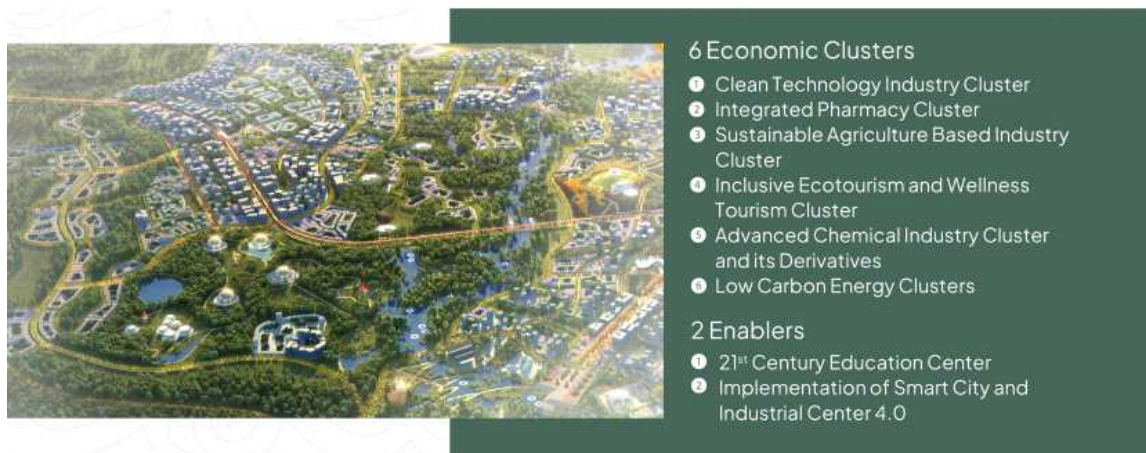 6 Economic Clusters
1 Clean Technology Industry Cluster
2 Integrated Pharmacy Cluster
3 Sustainable Agriculture Based Industry
Cluster
4 Inclusive Ecotourism and Wellness
Tourism Cluster
5 Advanced Chemical Industry Cluster
and its Derivatives
6 Low Carbon Energy Clusters
2 Enablers
1 21st Century Education Center
2 Implementation of Smart City and
Industrial Center 4.0